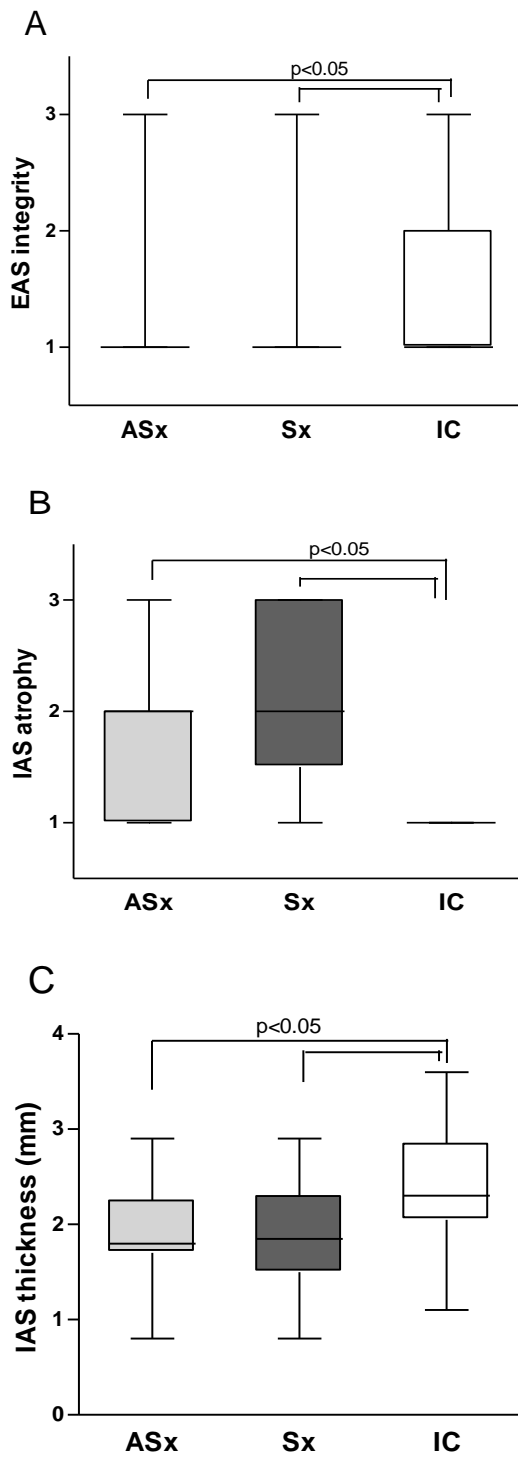 A
p<0.05
3
2
1
EAS integrity
ASx Sx IC
B
p<0.05
3
2
1
IAS atrophy
ASx Sx IC
C
p<0.05
4
3
2
1
0
IAS thickness (mm)
ASx Sx IC